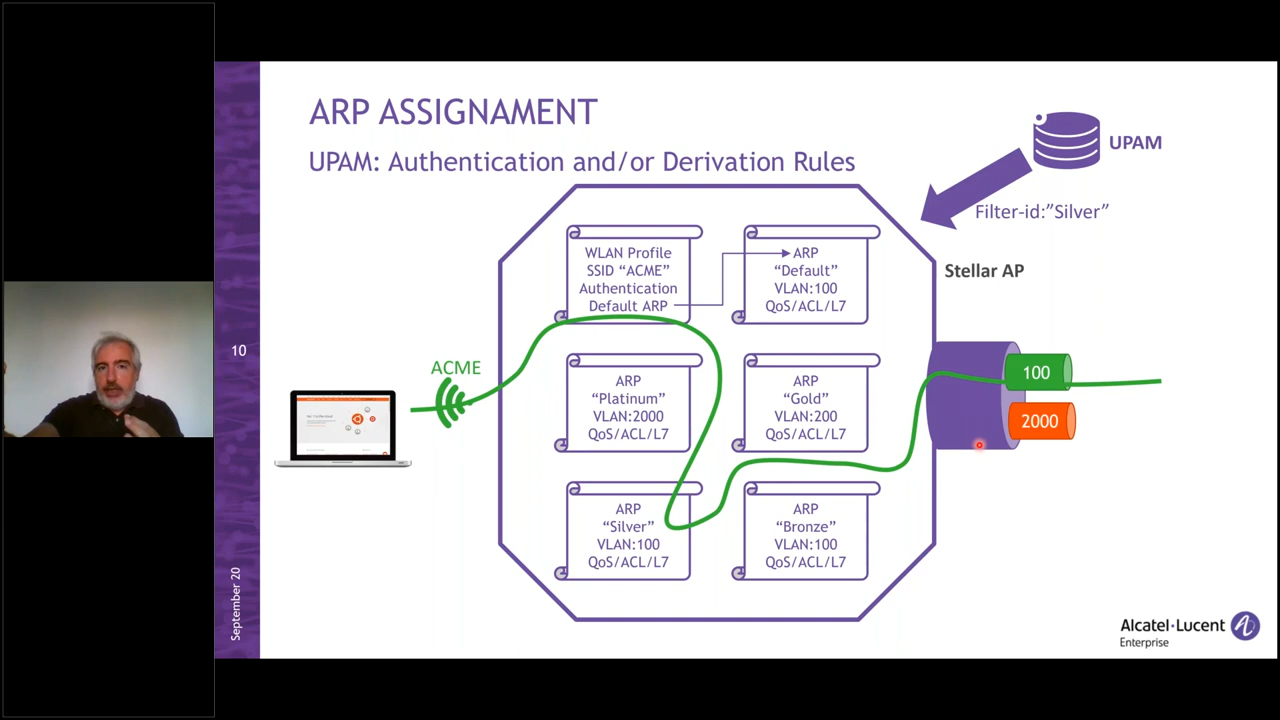 ARP ASSIGNAMENT
UPAM: Authentication and/or Derivation Rules
UPAM
Filter-id:”Silver”
Stellar AP
WLAN Profile
SSID “ACME”
Authentication
Default ARP
ARP
“Default”
VLAN:100
QoS/ACL/L7
ACME
ARP
“Platinum”
VLAN:2000
QoS/ACL/L7
ARP
“Gold”
VLAN:200
QoS/ACL/L7
100
2000
ARP
“Silver”
VLAN:100
QoS/ACL/L7
ARP
“Bronze”
VLAN:100
QoS/ACL/L7
10
September 20
Alcatel·Lucent
Enterprise